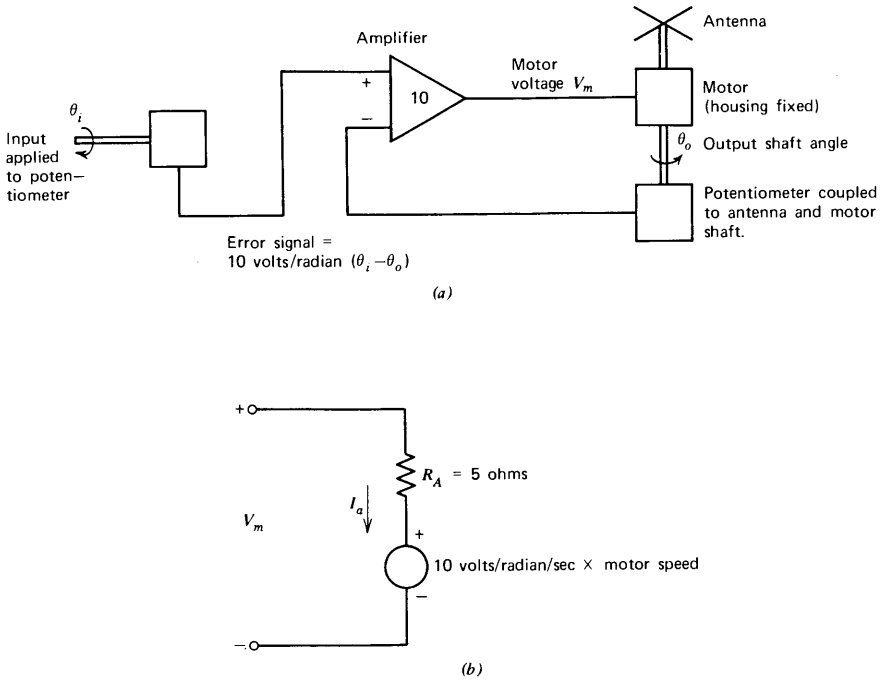 Amplifier
Antenna
Motor
voltage Vm
+
10
−
Motor
(housing fixed)
θi
Input
applied
to poten−
tiometer
θo Output shaft angle
Potentiometer coupled
to antenna and motor
shaft.
Error signal =
10 volts/radian (θi −θo)
(a)
+
RA = 5 ohms
Ia
Vm
+
10 volts/radian/sec × motor speed
−
−
(b)